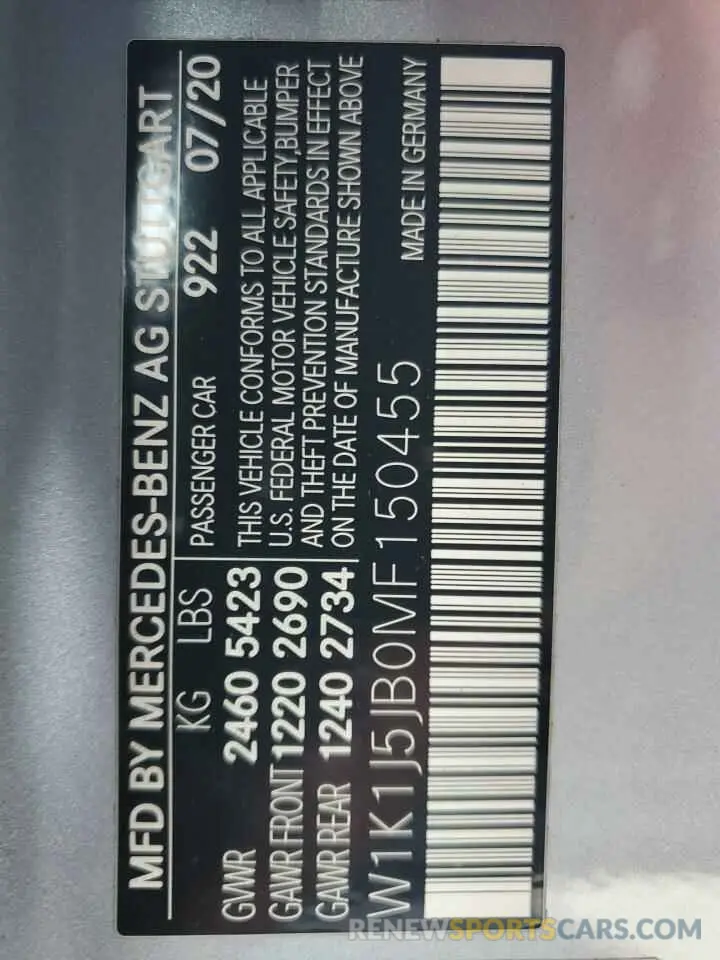 MFD BY MERCEDES-BENZ AG STUTTGART
KG LBS
GVWR 2460 5423
GAWR FRONT 1220 2690
GAWR REAR 1240 2734
PASSENGER CAR 922 07/20
THIS VEHICLE CONFORMS TO ALL APPLICABLE
U.S. FEDERAL MOTOR VEHICLE SAFETY,BUMPER
AND THEFT PREVENTION STANDARDS IN EFFECT
ON THE DATE OF MANUFACTURE SHOWN ABOVE
W1K1J5JB0MF150455 MADE IN GERMANY
RENEWSPORTSCARS.COM